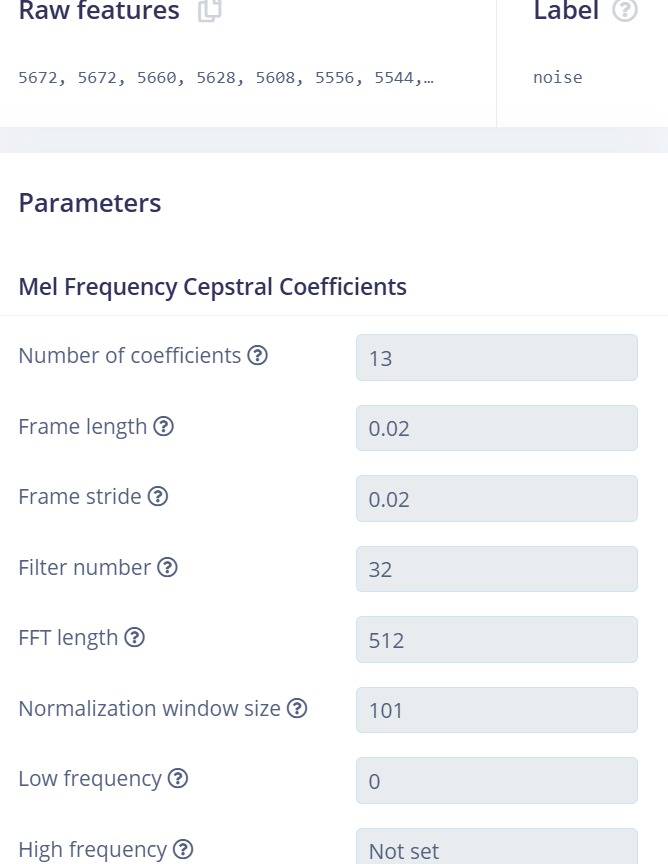 Raw features
Label
5672, 5672, 5660, 5628, 5608, 5556, 5544,…
noise
Parameters
Mel Frequency Cepstral Coefficients
Number of coefficients
13
Frame length
0.02
Frame stride
0.02
Filter number
32
FFT length
512
Normalization window size
101
Low frequency
0
High frequency
Not set